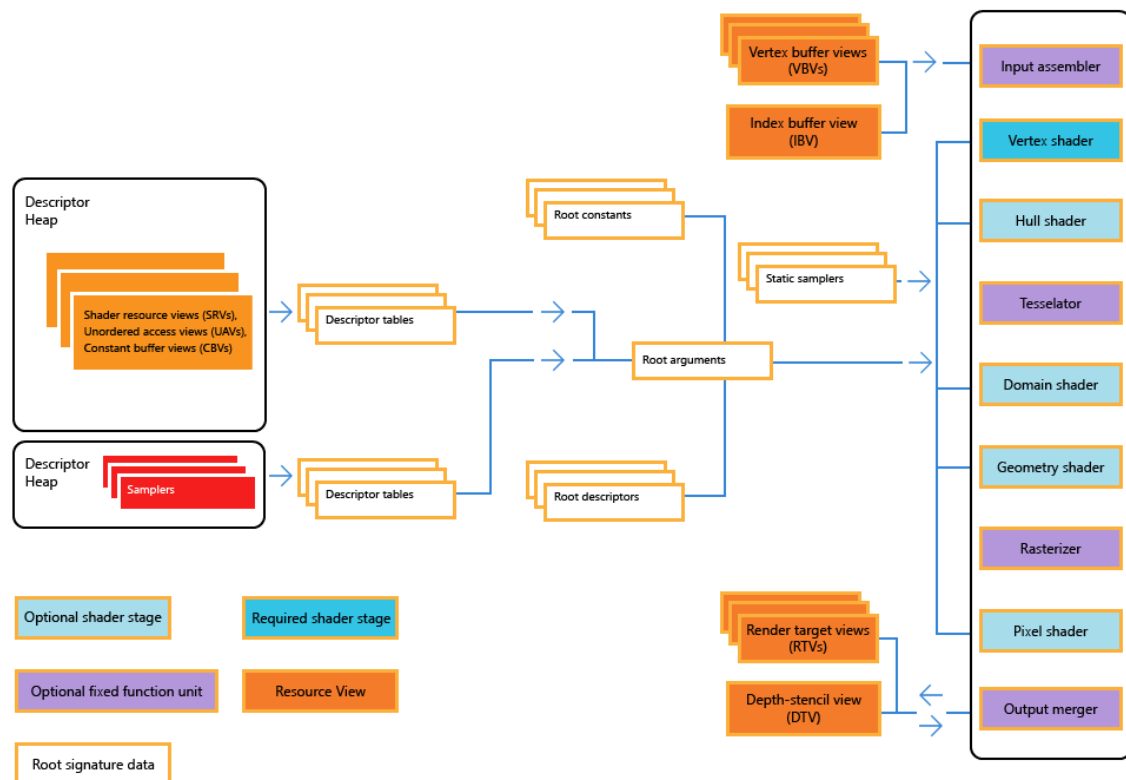 Vertex buffer views
(VBVs)
Index buffer view
(IBV)
Input assembler
Vertex shader
Hull shader
Tesselator
Domain shader
Geometry shader
Rasterizer
Pixel shader
Output merger
Descriptor
Heap
Shader resource views (SRVs),
Unordered access views (UAVs),
Constant buffer views (CBVs)
Descriptor tables
Root constants
Static samplers
Root arguments
Descriptor
Heap
Samplers
Descriptor tables
Root descriptors
Render target views
(RTVs)
Depth-stencil view
(DTV)
Optional shader stage
Required shader stage
Optional fixed function unit
Resource View
Root signature data